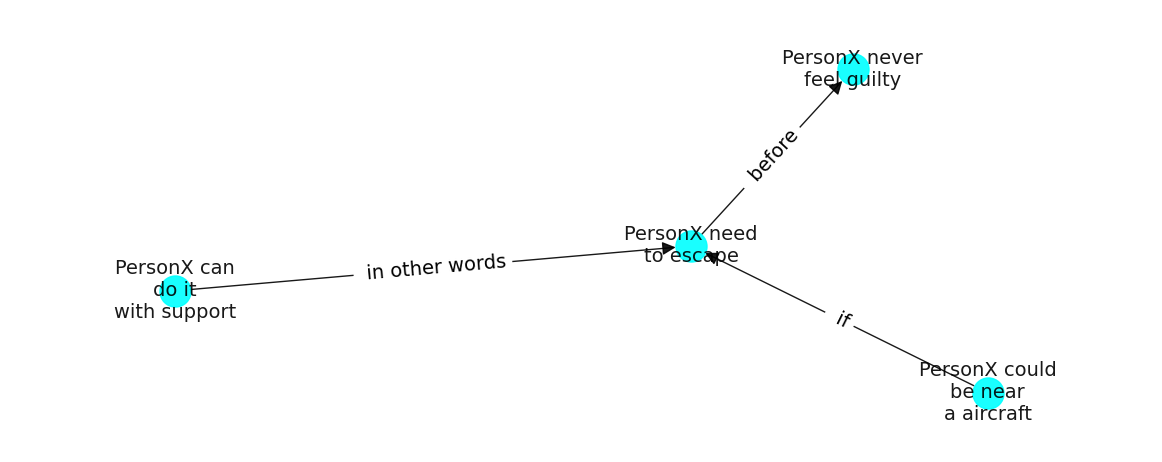 PersonX never
feel guilty
before
PersonX need
to escape
in other words
PersonX can
do it
with support
if
PersonX could
be near
a aircraft